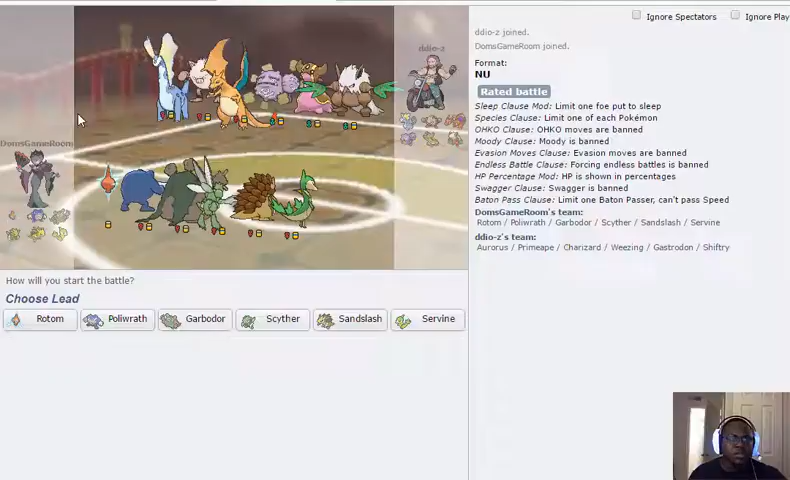 ddio-z
DomsGameRoom
How will you start the battle?
Choose Lead
Rotom
Poliwrath
Garbodor
Scyther
Sandslash
Servine
Ignore Spectators
Ignore Play
ddio-z joined.
DomsGameRoom joined.
Format:
NU
Rated battle
Sleep Clause Mod: Limit one foe put to sleep
Species Clause: Limit one of each Pokémon
OHKO Clause: OHKO moves are banned
Moody Clause: Moody is banned
Evasion Moves Clause: Evasion moves are banned
Endless Battle Clause: Forcing endless battles is banned
HP Percentage Mod: HP is shown in percentages
Swagger Clause: Swagger is banned
Baton Pass Clause: Limit one Baton Passer, can't pass Speed
DomsGameRoom's team:
Rotom / Poliwrath / Garbodor / Scyther / Sandslash / Servine
ddio-z's team:
Aurorus / Primeape / Charizard / Weezing / Gastrodon / Shiftry